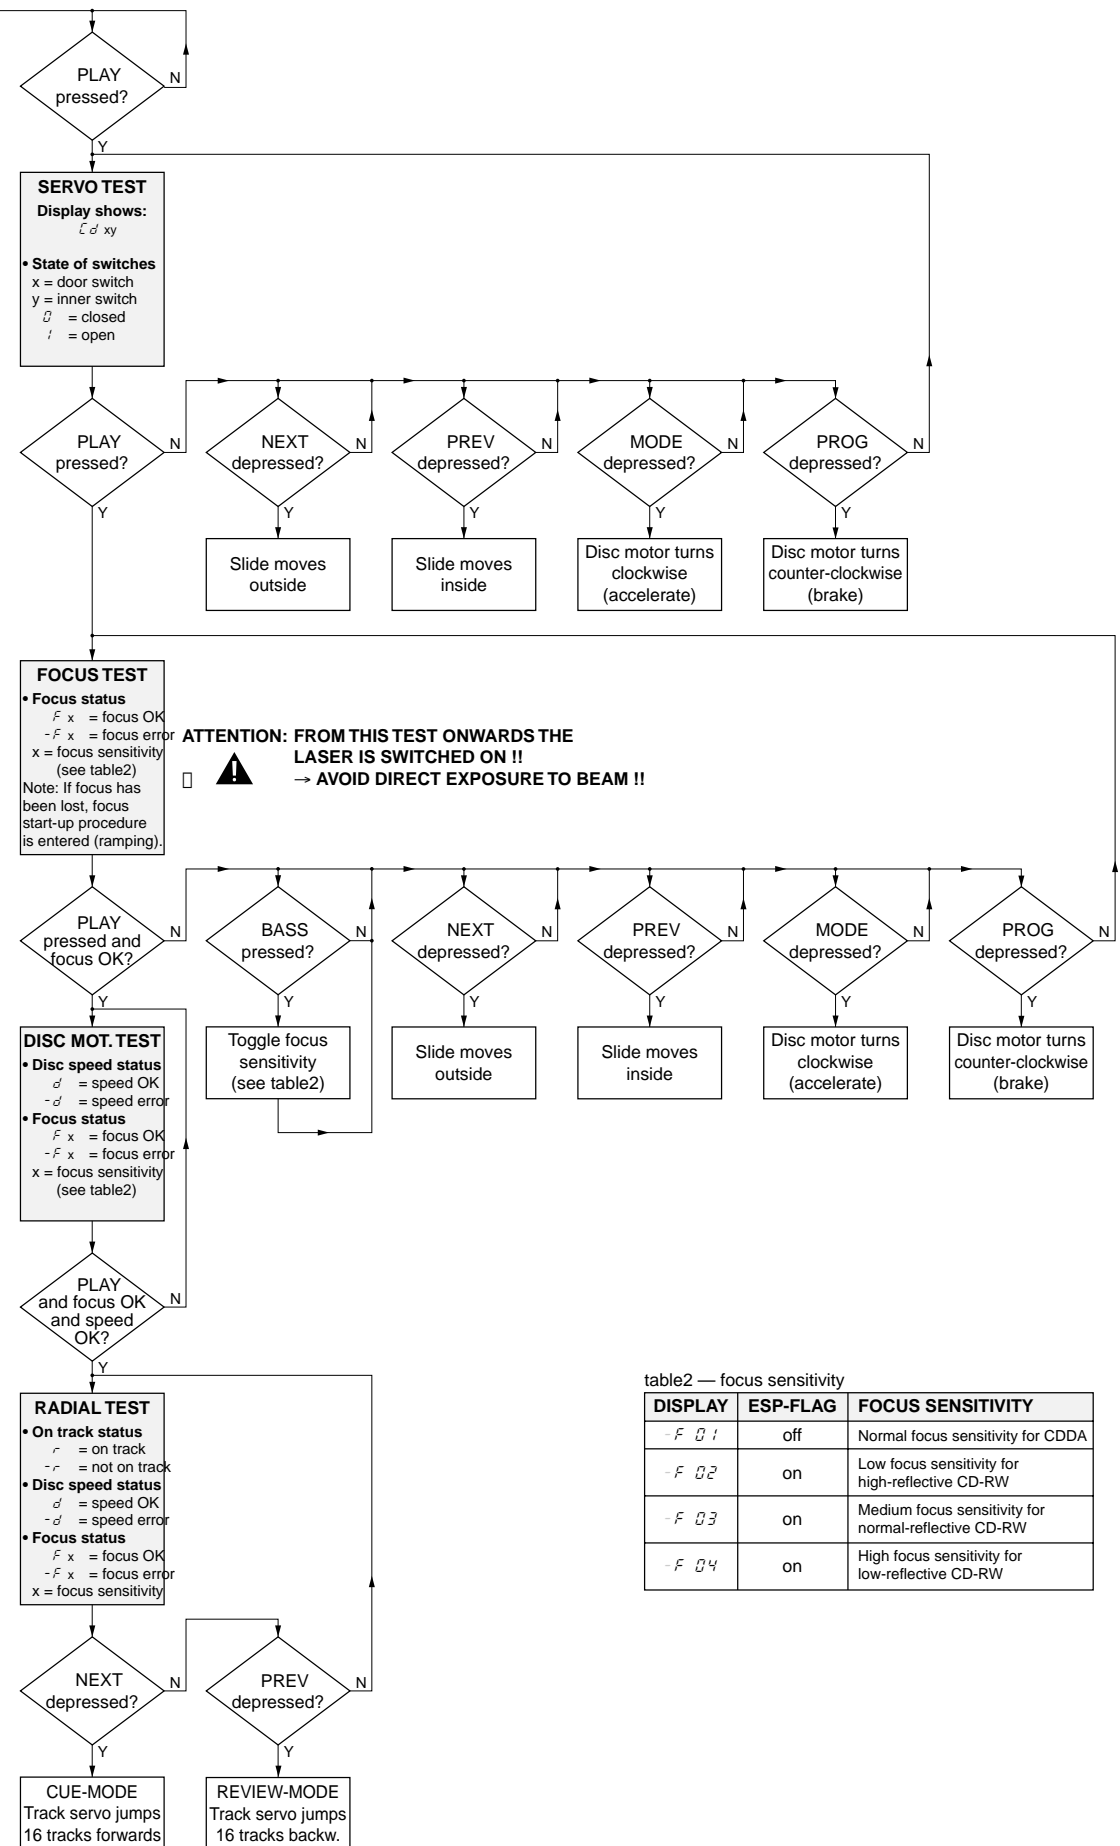 PLAY
pressed?
N
Y
SERVO TEST
Display shows:
Cd xy
• State of switches
x = door switch
y = inner switch
0 = closed
1 = open
PLAY
pressed?
N
Y
NEXT
depressed?
N
Y
PREV
depressed?
N
Y
MODE
depressed?
N
Y
PROG
depressed?
N
Y
Slide moves
outside
Slide moves
inside
Disc motor turns
clockwise
(accelerate)
Disc motor turns
counter-clockwise
(brake)
FOCUS TEST
• Focus status
F x = focus OK
-F x = focus error
x = focus sensitivity
(see table2)
Note: If focus has
been lost, focus
start-up procedure
is entered (ramping).
ATTENTION: FROM THIS TEST ONWARDS THE
LASER IS SWITCHED ON !!
→ AVOID DIRECT EXPOSURE TO BEAM !!
!
PLAY
pressed and
focus OK?
N
Y
BASS
pressed?
N
Y
NEXT
depressed?
N
Y
PREV
depressed?
N
Y
MODE
depressed?
N
Y
PROG
depressed?
N
Y
Toggle focus
sensitivity
(see table2)
Slide moves
outside
Slide moves
inside
Disc motor turns
clockwise
(accelerate)
Disc motor turns
counter-clockwise
(brake)
DISC MOT. TEST
• Disc speed status
d = speed OK
-d = speed error
• Focus status
F x = focus OK
-F x = focus error
x = focus sensitivity
(see table2)
PLAY
and focus OK
and speed
OK?
N
Y
RADIAL TEST
• On track status
r = on track
-r = not on track
• Disc speed status
d = speed OK
-d = speed error
• Focus status
F x = focus OK
-F x = focus error
x = focus sensitivity
NEXT
depressed?
N
Y
PREV
depressed?
N
Y
CUE-MODE
Track servo jumps
16 tracks forwards
REVIEW-MODE
Track servo jumps
16 tracks backw.
table2 — focus sensitivity
DISPLAY ESP-FLAG FOCUS SENSITIVITY
-F 01 off Normal focus sensitivity for CDDA
-F 02 on Low focus sensitivity for
high-reflective CD-RW
-F 03 on Medium focus sensitivity for
normal-reflective CD-RW
-F 04 on High focus sensitivity for
low-reflective CD-RW